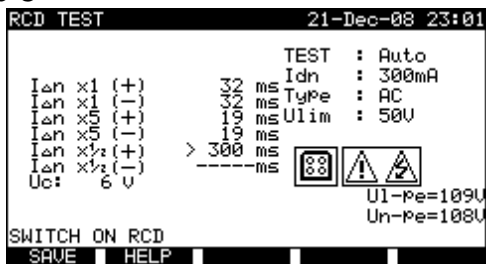 RCD TEST 21-Dec-08 23:01
TEST : Auto
Idn : 300mA
Type : AC
Ulim : 50V
IΔn x1 (+) 32 ms
IΔn x1 (-) 32 ms
IΔn x5 (+) 19 ms
IΔn x5 (-) 19 ms
IΔn x½ (+) > 300 ms
IΔn x½ (-) -----ms
Uc: 6 V
Ul-pe=109V
Un-pe=108V
SWITCH ON RCD
SAVE HELP